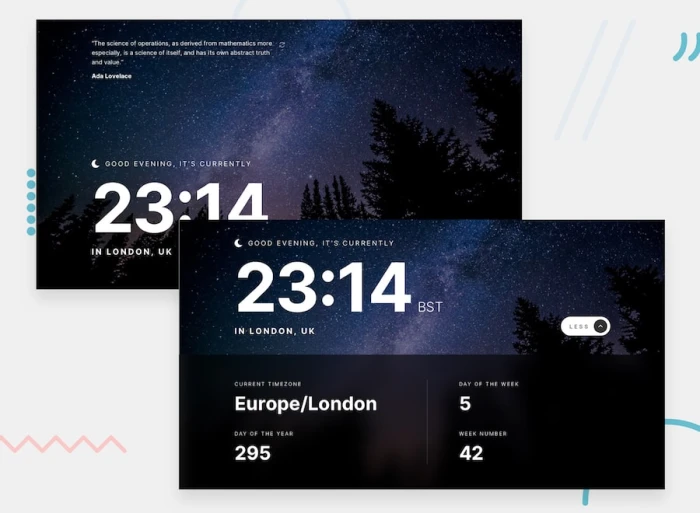 "The science of operations, as derived from mathematics more
especially, is a science of itself, and has its own abstract truth
and value."
Ada Lovelace
GOOD EVENING, IT'S CURRENTLY
23:14
IN LONDON, UK
GOOD EVENING, IT'S CURRENTLY
23:14 BST
IN LONDON, UK
LESS
CURRENT TIMEZONE
Europe/London
DAY OF THE YEAR
295
DAY OF THE WEEK
5
WEEK NUMBER
42